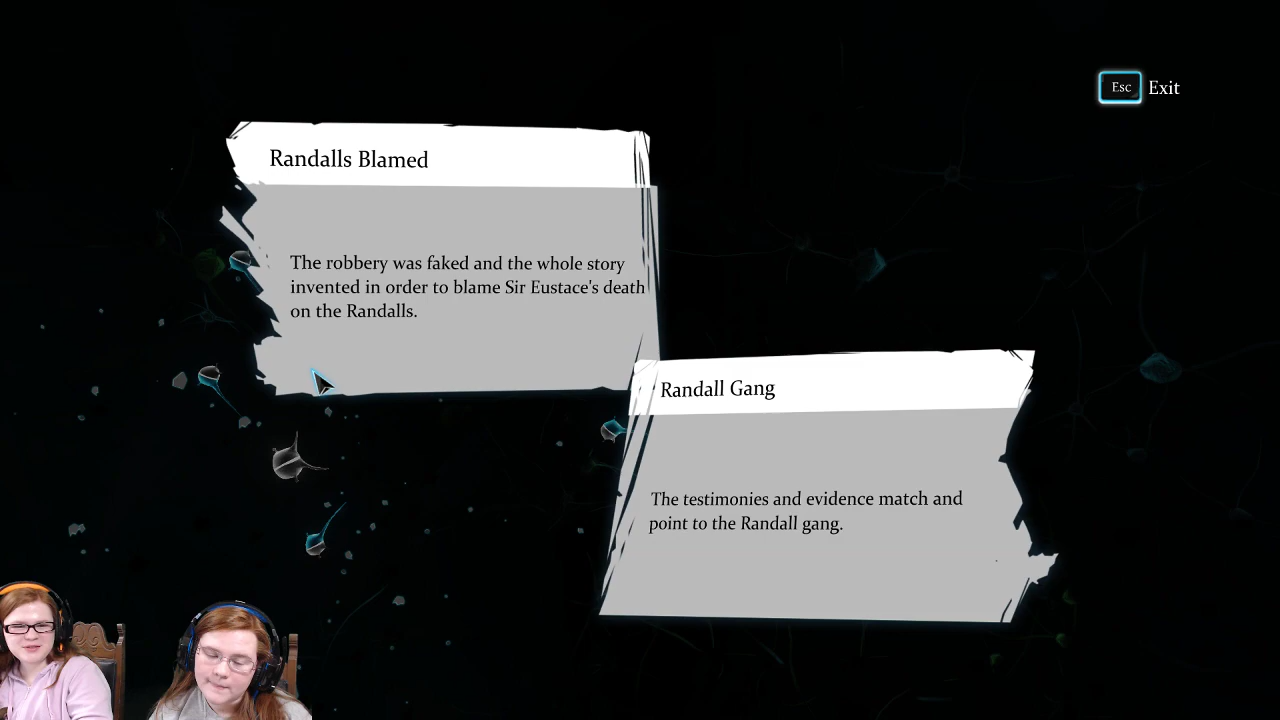 Esc Exit
Randalls Blamed
The robbery was faked and the whole story
invented in order to blame Sir Eustace's death
on the Randalls.
Randall Gang
The testimonies and evidence match and
point to the Randall gang.